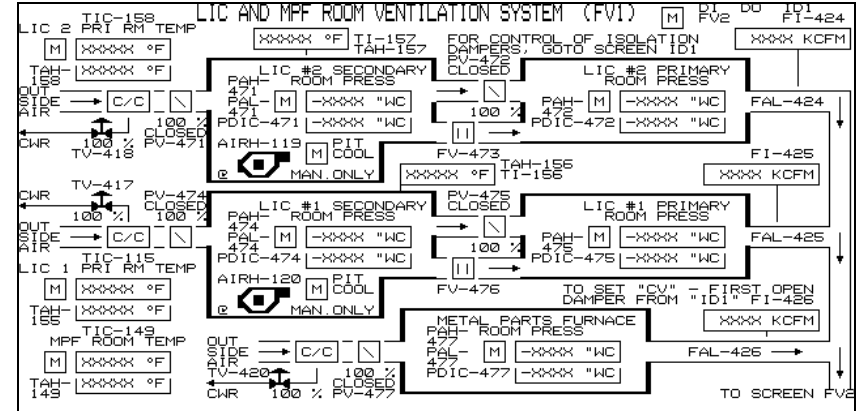 TIC-158
LIC AND MPF ROOM VENTILATION SYSTEM (FV1)
M
DI DO ID1
FV2
FI-424
LIC 2 PRI RM TEMP
M XXXXX °F
TAH-158 XXXXX °F
XXXXX °F TI-157
TAH-157
FOR CONTROL OF ISOLATION
DAMPERS, GOTO SCREEN ID1
XXXX KCFM
LIC #2 SECONDARY
ROOM PRESS
PAH-471
PAL-471 M -XXXX "WC
PDIC-471 -XXXX "WC
PV-472
CLOSED
100 %
LIC #2 PRIMARY
ROOM PRESS
PAH-472 M -XXXX "WC
PDIC-472 -XXXX "WC
FAL-424
OUT
SIDE
AIR
C/C
100 %
CLOSED
PV-471
CWR
TV-418
AIRH-119
M PIT
COOL
@
MAN.ONLY
FV-473
TAH-156
XXXXX °F TI-156
FI-425
XXXX KCFM
CWR
TV-417
100 %
PV-474
CLOSED
100 %
OUT
SIDE
AIR
C/C
LIC #1 SECONDARY
ROOM PRESS
PAH-474
PAL-474 M -XXXX "WC
PDIC-474 -XXXX "WC
PV-475
CLOSED
100 %
LIC #1 PRIMARY
ROOM PRESS
PAH-475 M -XXXX "WC
PDIC-475 -XXXX "WC
FAL-425
TIC-115
LIC 1 PRI RM TEMP
M XXXXX °F
TAH-155 XXXXX °F
AIRH-120
M PIT
COOL
@
MAN.ONLY
FV-476
TO SET "CV" - FIRST OPEN
DAMPER FROM "ID1" FI-426
XXXX KCFM
TIC-149
MPF ROOM TEMP
M XXXXX °F
TAH-149 XXXXX °F
OUT
SIDE
AIR
C/C
TV-420
CWR
100 %
100 %
CLOSED
PV-477
METAL PARTS FURNACE
ROOM PRESS
PAH-477
PAL-477 M -XXXX "WC
PDIC-477 -XXXX "WC
FAL-426
TO SCREEN FV2